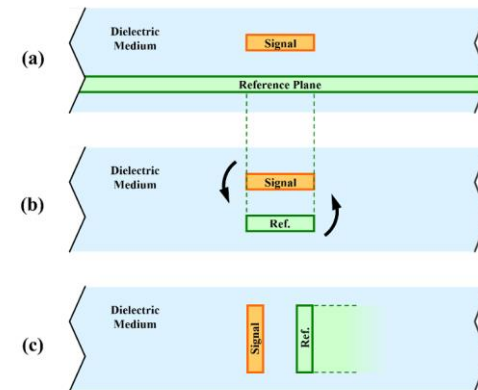 Dielectric
Medium
Signal
(a)
Reference Plane
Dielectric
Medium
Signal
(b)
Ref.
Dielectric
Medium
Signal
Ref.
(c)